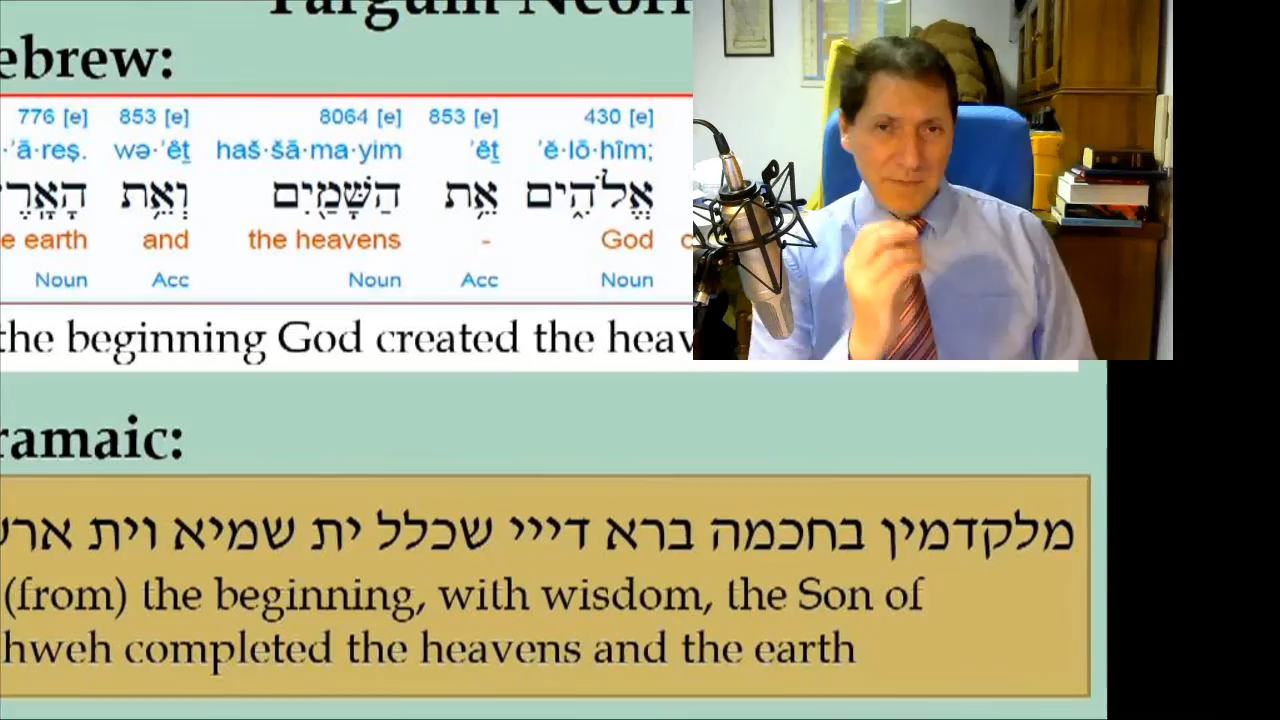 Targum Neofi
ebrew:
776 [e] 853 [e] 8064 [e] 853 [e] 430 [e]
·’ā·reṣ. wə·’êṯ haš·šā·ma·yim ’êṯ ’ĕ·lō·hîm;
אֱלֹהִ֑ים אֵ֥ת הַשָּׁמַ֖יִם וְאֵ֥ת הָאָֽרֶ
e earth and the heavens - God c
Noun Acc Noun Acc Noun
the beginning God created the heav
ramaic:
מלקדמין בחכמה ברא דייי שכלל ית שמיא וית ארע
(from) the beginning, with wisdom, the Son of
hweh completed the heavens and the earth